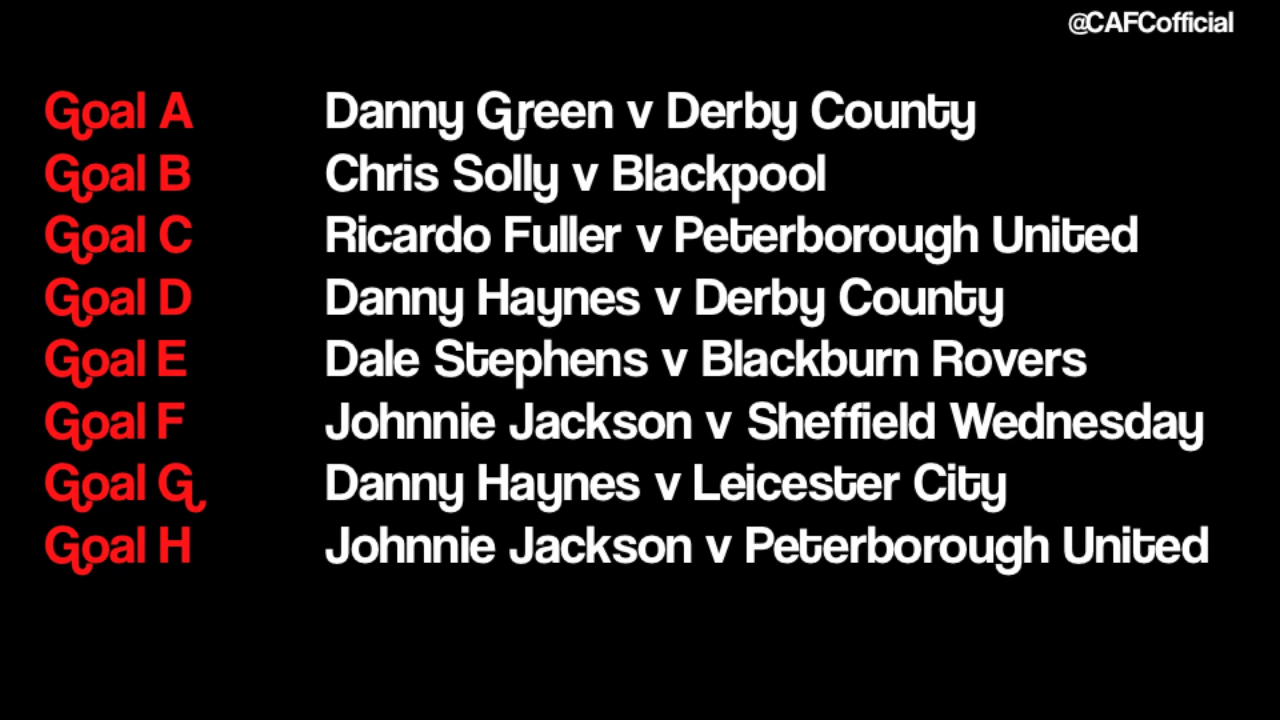 @CAFCofficial
Goal A Danny Green v Derby County
Goal B Chris Solly v Blackpool
Goal C Ricardo Fuller v Peterborough United
Goal D Danny Haynes v Derby County
Goal E Dale Stephens v Blackburn Rovers
Goal F Johnnie Jackson v Sheffield Wednesday
Goal G Danny Haynes v Leicester City
Goal H Johnnie Jackson v Peterborough United